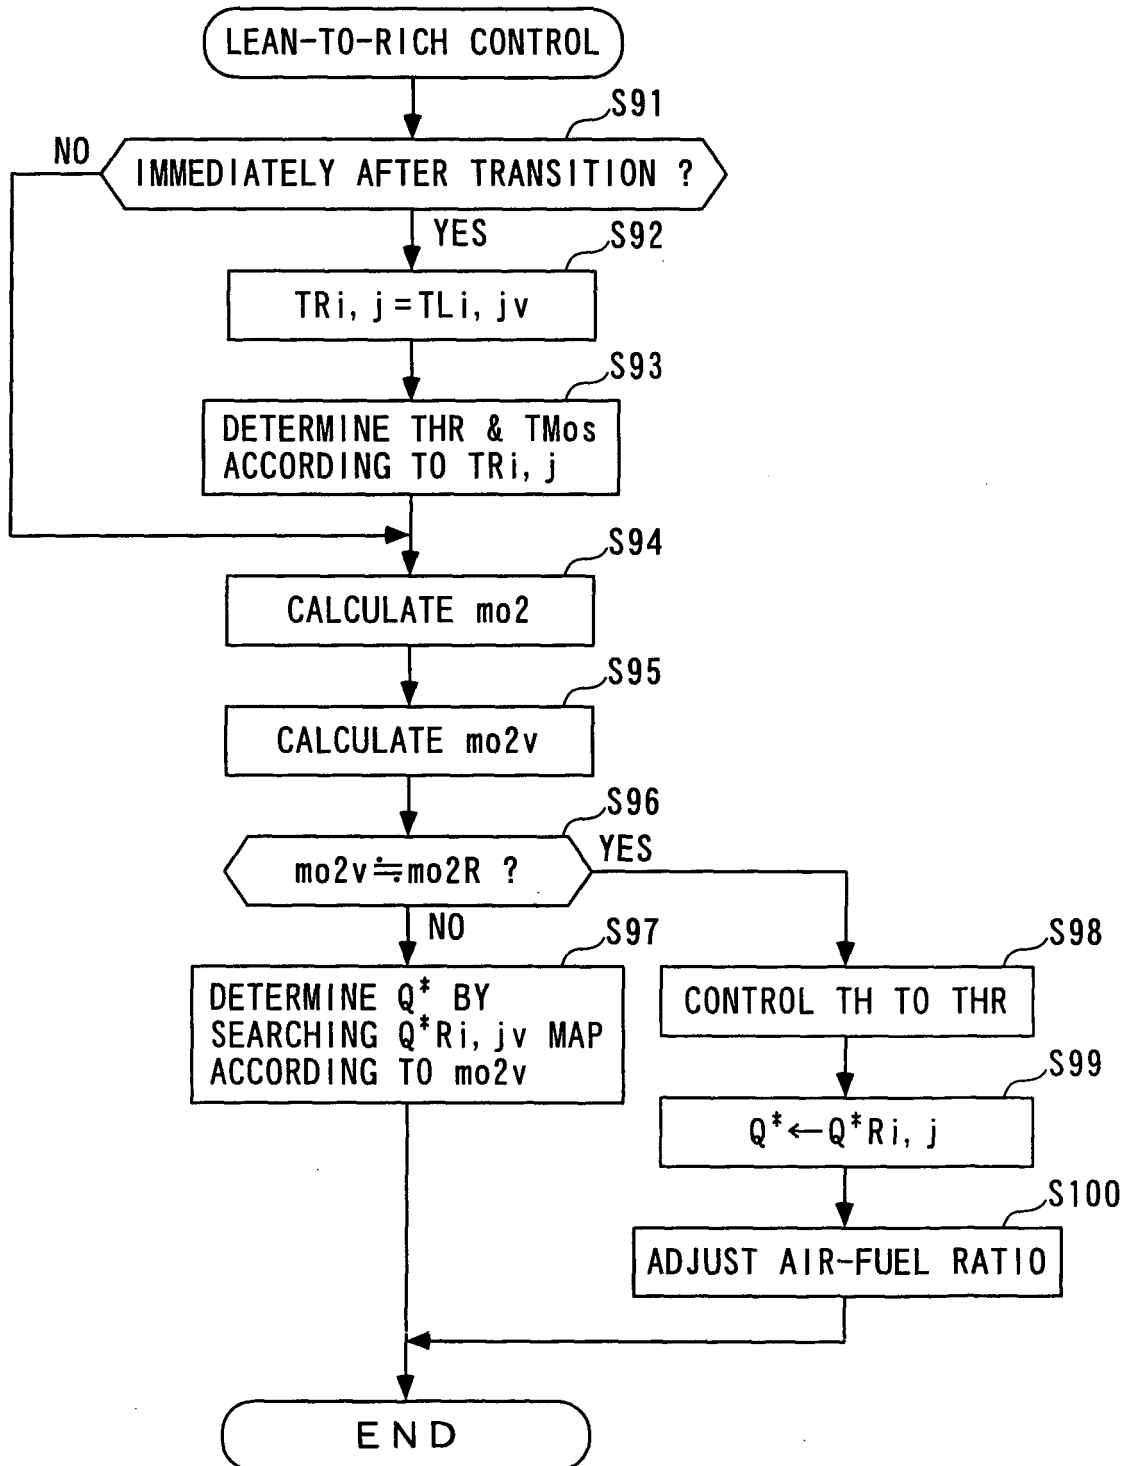 LEAN-TO-RICH CONTROL
S91
NO
IMMEDIATELY AFTER TRANSITION ?
YES
S92
TRi, j=TLi, jv
S93
DETERMINE THR & TMos
ACCORDING TO TRi, j
S94
CALCULATE mo2
S95
CALCULATE mo2v
S96
mo2v≒mo2R ?
YES
NO
S97
DETERMINE Q* BY
SEARCHING Q*Ri, jv MAP
ACCORDING TO mo2v
S98
CONTROL TH TO THR
S99
Q*←Q*Ri, j
S100
ADJUST AIR-FUEL RATIO
END